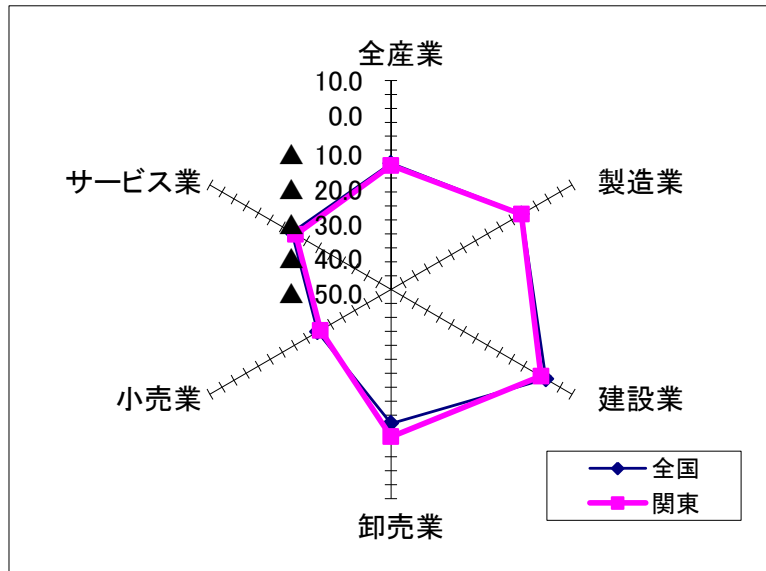 全産業
10.0
0.0
▲ 10.0
▲ 20.0
▲ 30.0
▲ 40.0
▲ 50.0
サービス業
製造業
小売業
建設業
卸売業
全国
関東